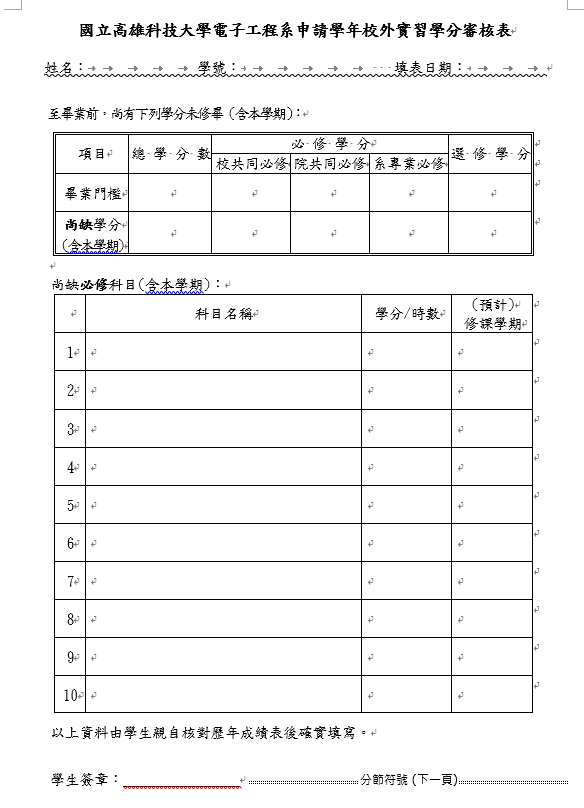 國立高雄科技大學電子工程系申請學年校外實習學分審核表
姓名： 學號： 填表日期：
至畢業前，尚有下列學分未修畢（含本學期）：
項目 總學分數 必修學分 選修學分
校共同必修 院共同必修 系專業必修
畢業門檻
尚缺學分
（含本學期）
尚缺必修科目（含本學期）：
科目名稱 學分/時數 （預計）
修課學期
1
2
3
4
5
6
7
8
9
10
以上資料由學生親自核對歷年成績表後確實填寫。
學生簽章： 分節符號 (下一頁)